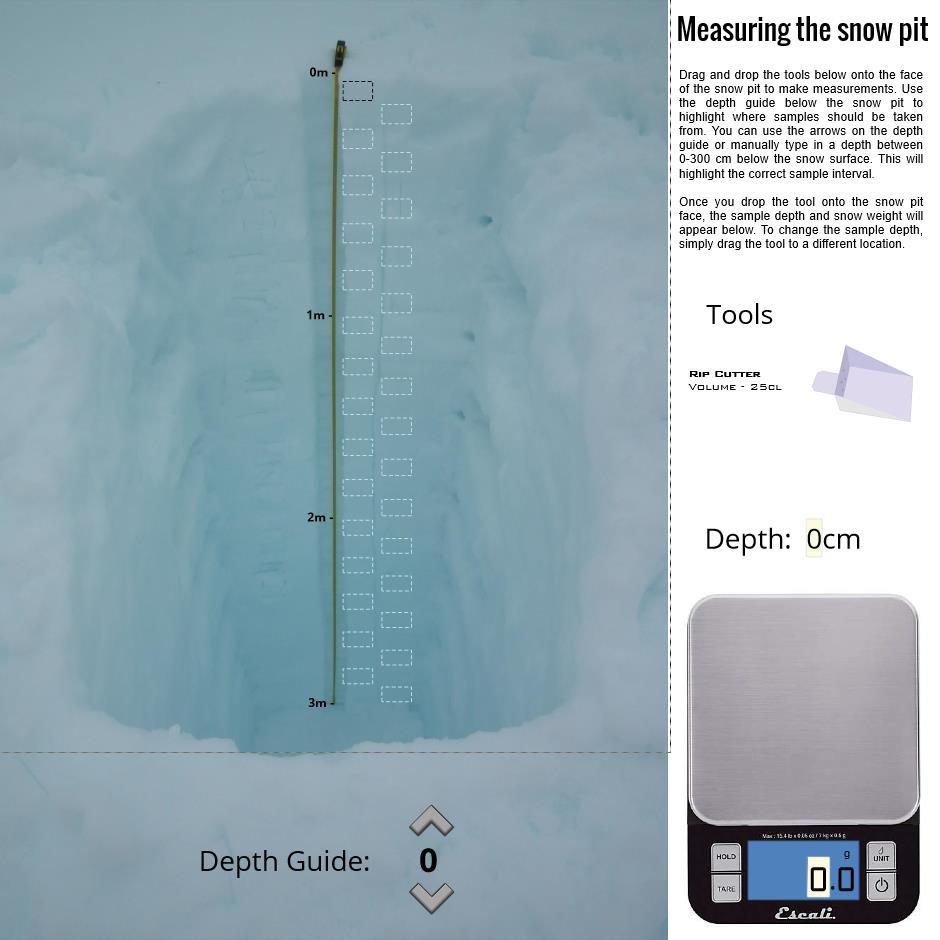 Measuring the snow pit
Drag and drop the tools below onto the face
of the snow pit to make measurements. Use
the depth guide below the snow pit to
highlight where samples should be taken
from. You can use the arrows on the depth
guide or manually type in a depth between
0-300 cm below the snow surface. This will
highlight the correct sample interval.
Once you drop the tool onto the snow pit
face, the sample depth and snow weight will
appear below. To change the sample depth,
simply drag the tool to a different location.
0m -
1m -
2m -
3m -
Tools
Rip Cutter
Volume - 25cl
Depth: 0cm
Max: 15.4 lb x 0.05 oz / 7 kg x 0.5 g
HOLD
TARE
g
0.0
UNIT
Escali.
Depth Guide: 0